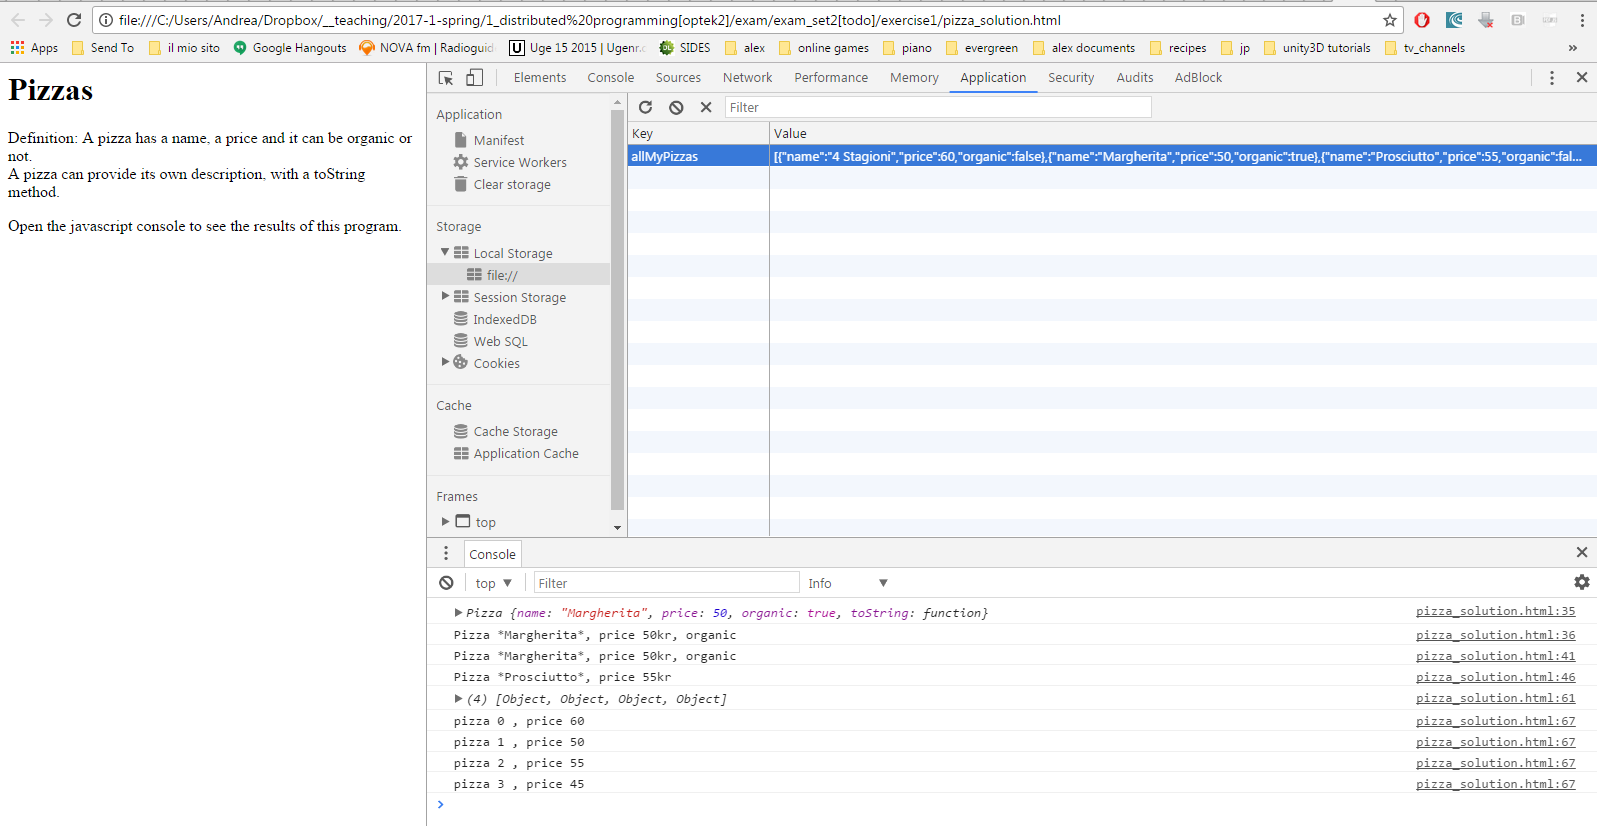 file:///C:/Users/Andrea/Dropbox/__teaching/2017-1-spring/1_distributed%20programming[optek2]/exam/exam_set2[todo]/exercise1/pizza_solution.html
Apps Send To il mio sito Google Hangouts NOVA fm | Radioguid Uge 15 2015 | Ugenr.c SIDES alex online games piano evergreen alex documents recipes jp unity3D tutorials tv_channels »
Pizzas
Definition: A pizza has a name, a price and it can be organic or
not.
A pizza can provide its own description, with a toString
method.
Open the javascript console to see the results of this program.
Elements Console Sources Network Performance Memory Application Security Audits AdBlock
Application
Manifest
Service Workers
Clear storage
Storage
Local Storage
file://
Session Storage
IndexedDB
Web SQL
Cookies
Cache
Cache Storage
Application Cache
Frames
top
Filter
Key Value
allMyPizzas [{"name":"4 Stagioni","price":60,"organic":false},{"name":"Margherita","price":50,"organic":true},{"name":"Prosciutto","price":55,"organic":fal...
Console
top Filter Info
Pizza {name: "Margherita", price: 50, organic: true, toString: function} pizza_solution.html:35
Pizza *Margherita*, price 50kr, organic pizza_solution.html:36
Pizza *Margherita*, price 50kr, organic pizza_solution.html:41
Pizza *Prosciutto*, price 55kr pizza_solution.html:46
(4) [Object, Object, Object, Object] pizza_solution.html:61
pizza 0 , price 60 pizza_solution.html:67
pizza 1 , price 50 pizza_solution.html:67
pizza 2 , price 55 pizza_solution.html:67
pizza 3 , price 45 pizza_solution.html:67